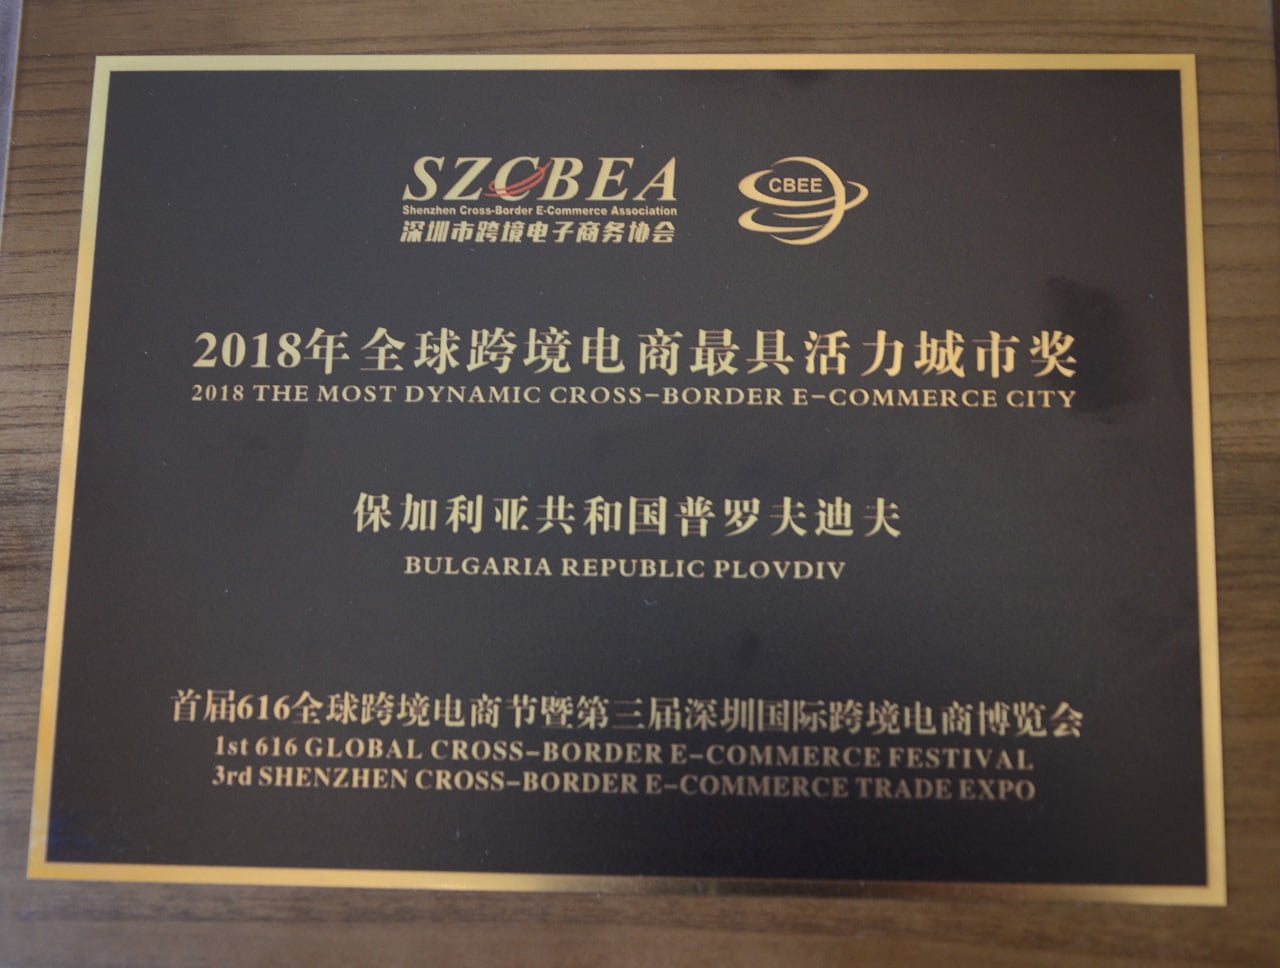 SZCBEA
Shenzhen Cross-Border E-Commerce Association
深圳市跨境电子商务协会
CBEE
2018年全球跨境电商最具活力城市奖
2018 THE MOST DYNAMIC CROSS-BORDER E-COMMERCE CITY
保加利亚共和国普罗夫迪夫
BULGARIA REPUBLIC PLOVDIV
首届616全球跨境电商节暨第三届深圳国际跨境电商博览会
1st 616 GLOBAL CROSS-BORDER E-COMMERCE FESTIVAL
3rd SHENZHEN CROSS-BORDER E-COMMERCE TRADE EXPO